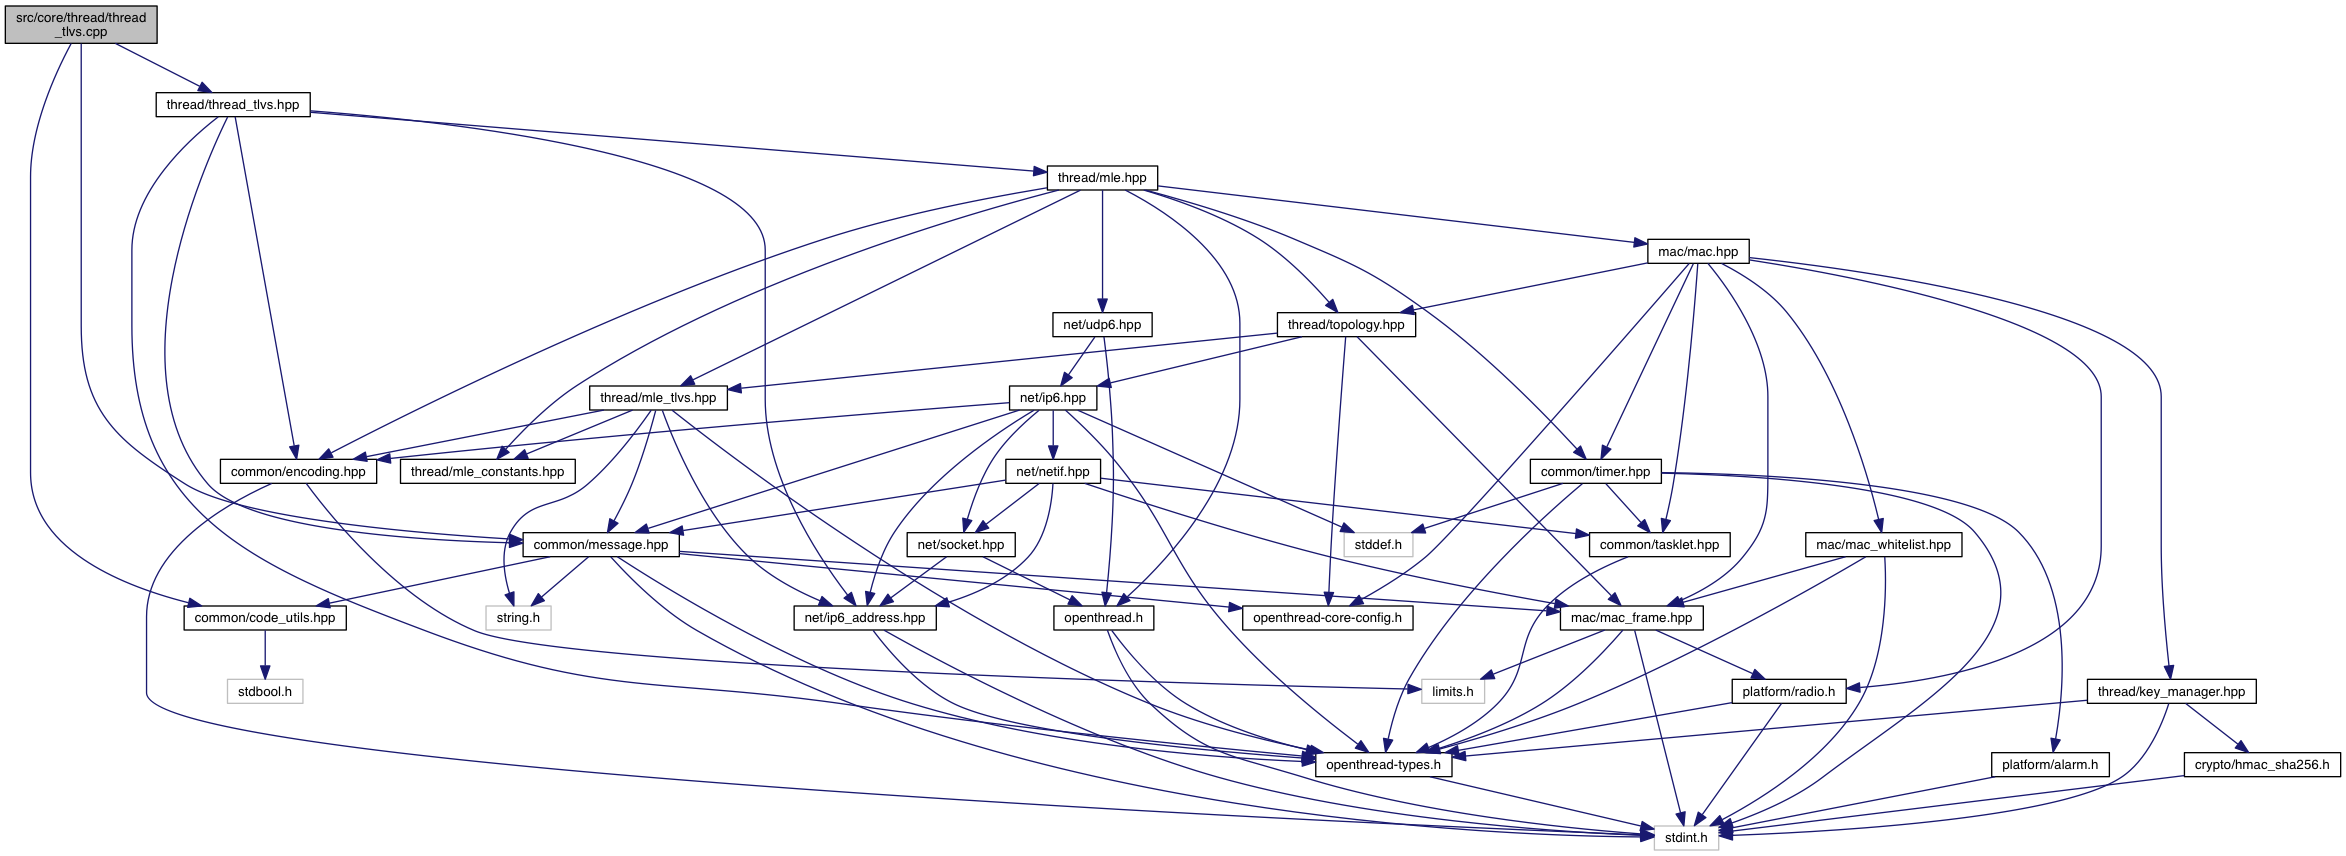 src/core/thread/thread
_tlvs.cpp
thread/thread_tlvs.hpp
thread/mle.hpp
mac/mac.hpp
net/udp6.hpp
thread/topology.hpp
thread/mle_tlvs.hpp
net/ip6.hpp
common/encoding.hpp
thread/mle_constants.hpp
net/netif.hpp
common/timer.hpp
common/message.hpp
net/socket.hpp
stddef.h
common/tasklet.hpp
mac/mac_whitelist.hpp
common/code_utils.hpp
string.h
net/ip6_address.hpp
openthread.h
openthread-core-config.h
mac/mac_frame.hpp
stdbool.h
limits.h
platform/radio.h
thread/key_manager.hpp
openthread-types.h
platform/alarm.h
crypto/hmac_sha256.h
stdint.h